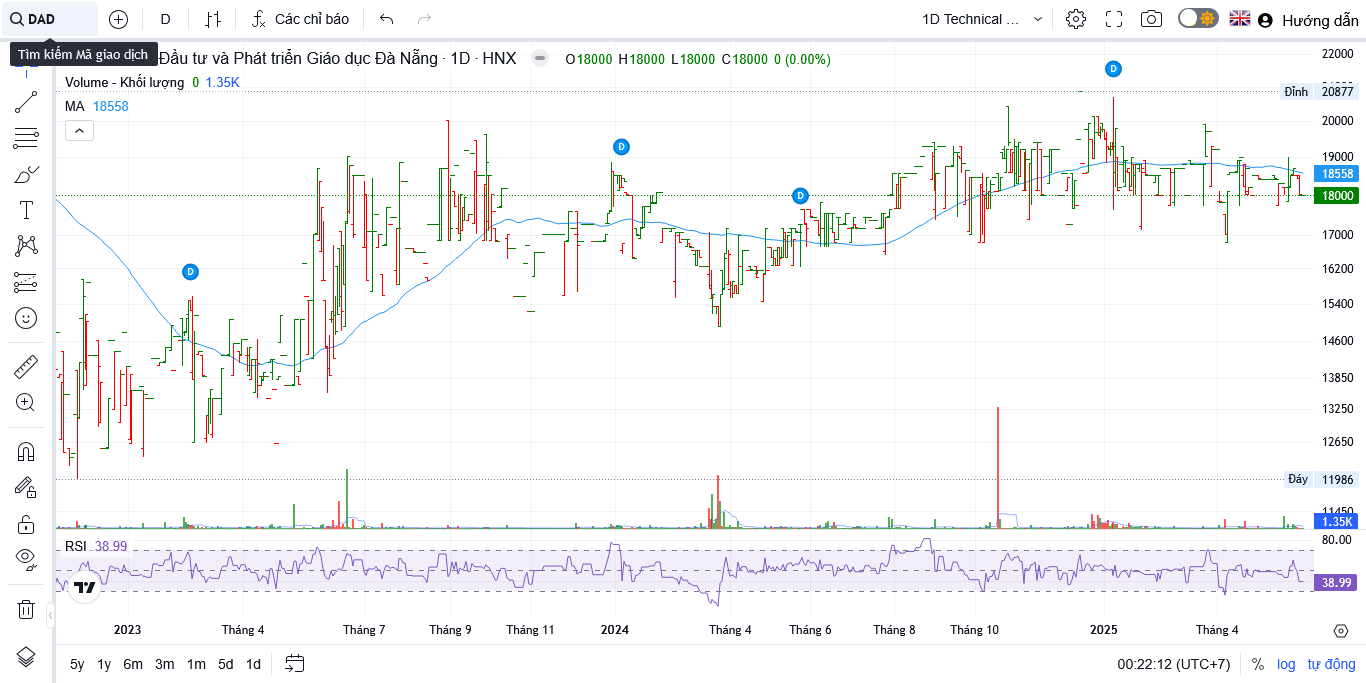 DAD D Các chỉ báo 1D Technical ... Hướng dẫn
Tìm kiếm Mã giao dịch
Đầu tư và Phát triển Giáo dục Đà Nẵng · 1D · HNX O18000 H18000 L18000 C18000 0 (0.00%)
Volume - Khối lượng 0 1.35K
MA 18558
D
D
D
D
22000
Đỉnh 20877
20000
19000
18558
18000
17000
16200
15400
14600
13850
13250
12650
Đáy 11986
11450
1.35K
RSI 38.99
80.00
38.99
2023 Tháng 4 Tháng 7 Tháng 9 Tháng 11 2024 Tháng 4 Tháng 6 Tháng 8 Tháng 10 2025 Tháng 4
5y 1y 6m 3m 1m 5d 1d 00:22:12 (UTC+7) % log tự động